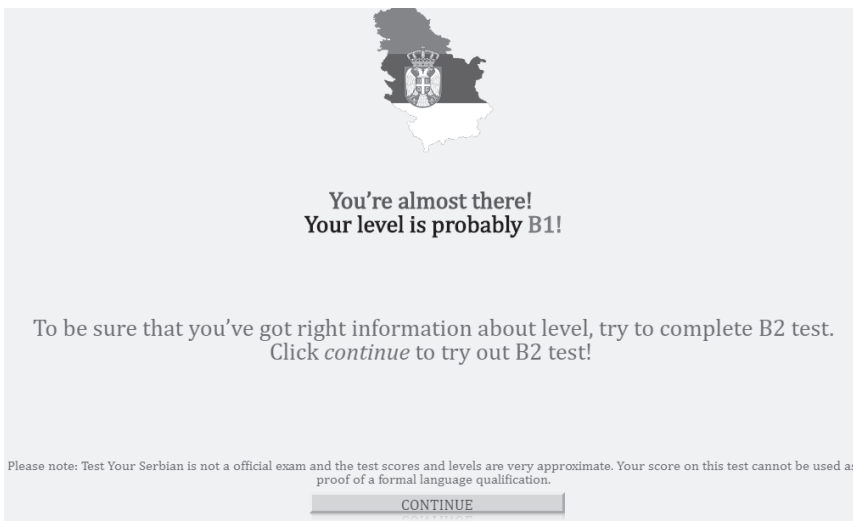 You're almost there!
Your level is probably B1!
To be sure that you've got right information about level, try to complete B2 test.
Click continue to try out B2 test!
Please note: Test Your Serbian is not a official exam and the test scores and levels are very approximate. Your score on this test cannot be used as
proof of a formal language qualification.
CONTINUE